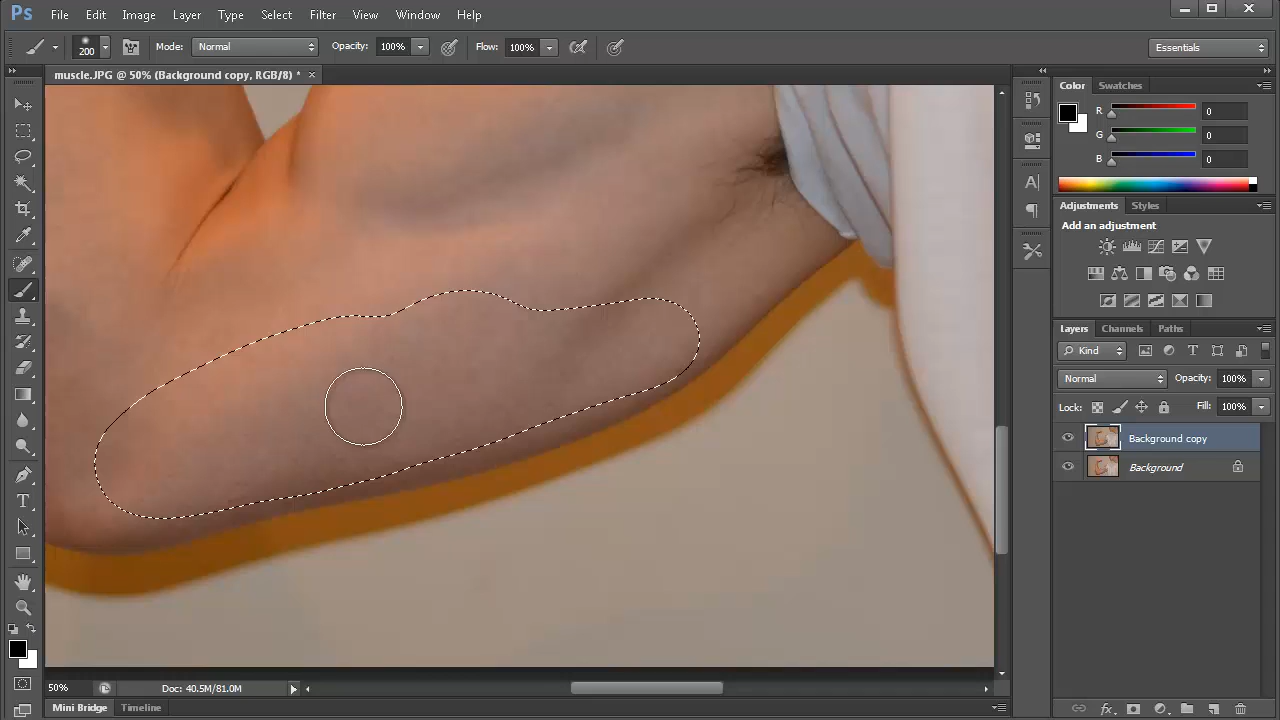 Ps File Edit Image Layer Type Select Filter View Window Help
200 Mode: Normal Opacity: 100% Flow: 100% Essentials
muscle.JPG @ 50% (Background copy, RGB/8) * ×
Color Swatches
R 0
G 0
B 0
Adjustments Styles
Add an adjustment
Layers Channels Paths
Kind
Normal Opacity: 100%
Lock: Fill: 100%
Background copy
Background
50% Doc: 40.5M/81.0M
Mini Bridge Timeline